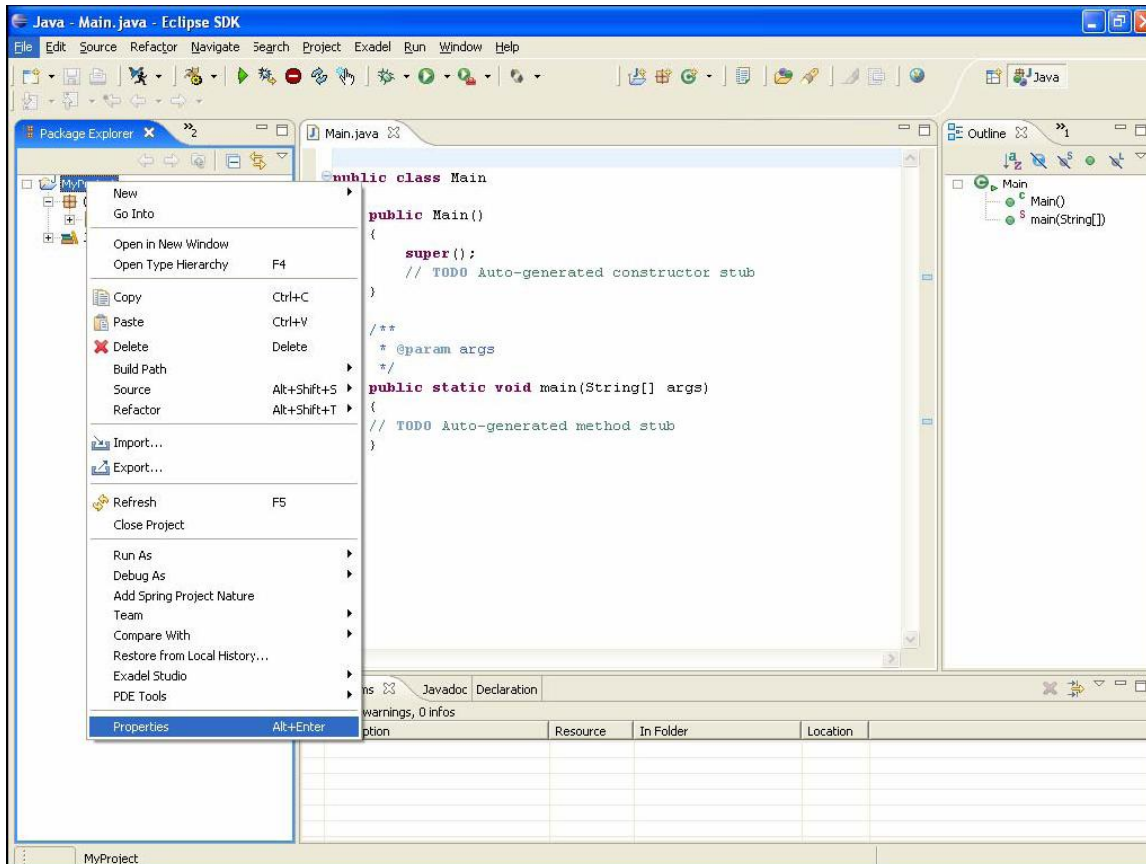 Java - Main.java - Eclipse SDK
File Edit Source Refactor Navigate Search Project Exadel Run Window Help
Java
Package Explorer »2
Main.java
Outline »1
New
Go Into
Open in New Window
Open Type Hierarchy F4
Copy Ctrl+C
Paste Ctrl+V
Delete Delete
Build Path
Source Alt+Shift+S
Refactor Alt+Shift+T
Import...
Export...
Refresh F5
Close Project
Run As
Debug As
Add Spring Project Nature
Team
Compare With
Restore from Local History...
Exadel Studio
PDE Tools
Properties Alt+Enter
public class Main
public Main()
{
super();
// TODO Auto-generated constructor stub
}
/**
* @param args
*/
public static void main(String[] args)
{
// TODO Auto-generated method stub
}
Main
Main()
main(String[])
Javadoc Declaration
warnings, 0 infos
Resource In Folder Location
MyProject